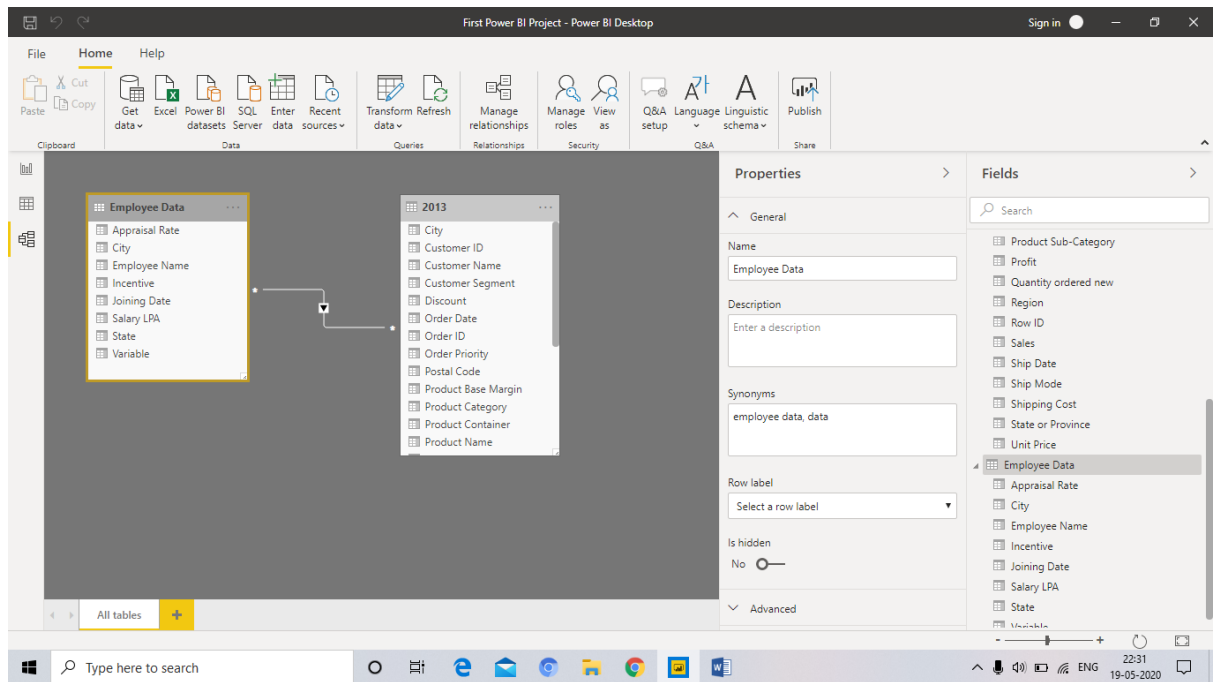 First Power BI Project - Power BI Desktop
Sign in
File Home Help
Paste
Cut
Copy
Clipboard
Get data
Excel
Power BI datasets
SQL Server
Enter data
Recent sources
Data
Transform data
Refresh
Queries
Manage relationships
Relationships
Manage roles
View as
Security
Q&A setup
Language
Linguistic schema
Q&A
Publish
Share
Employee Data
Appraisal Rate
City
Employee Name
Incentive
Joining Date
Salary LPA
State
Variable
2013
City
Customer ID
Customer Name
Customer Segment
Discount
Order Date
Order ID
Order Priority
Postal Code
Product Base Margin
Product Category
Product Container
Product Name
All tables
Properties
General
Name
Employee Data
Description
Enter a description
Synonyms
employee data, data
Row label
Select a row label
Is hidden
No
Advanced
Fields
Search
Product Sub-Category
Profit
Quantity ordered new
Region
Row ID
Sales
Ship Date
Ship Mode
Shipping Cost
State or Province
Unit Price
Employee Data
Appraisal Rate
City
Employee Name
Incentive
Joining Date
Salary LPA
State
Variable
Type here to search
ENG
22:31
19-05-2020